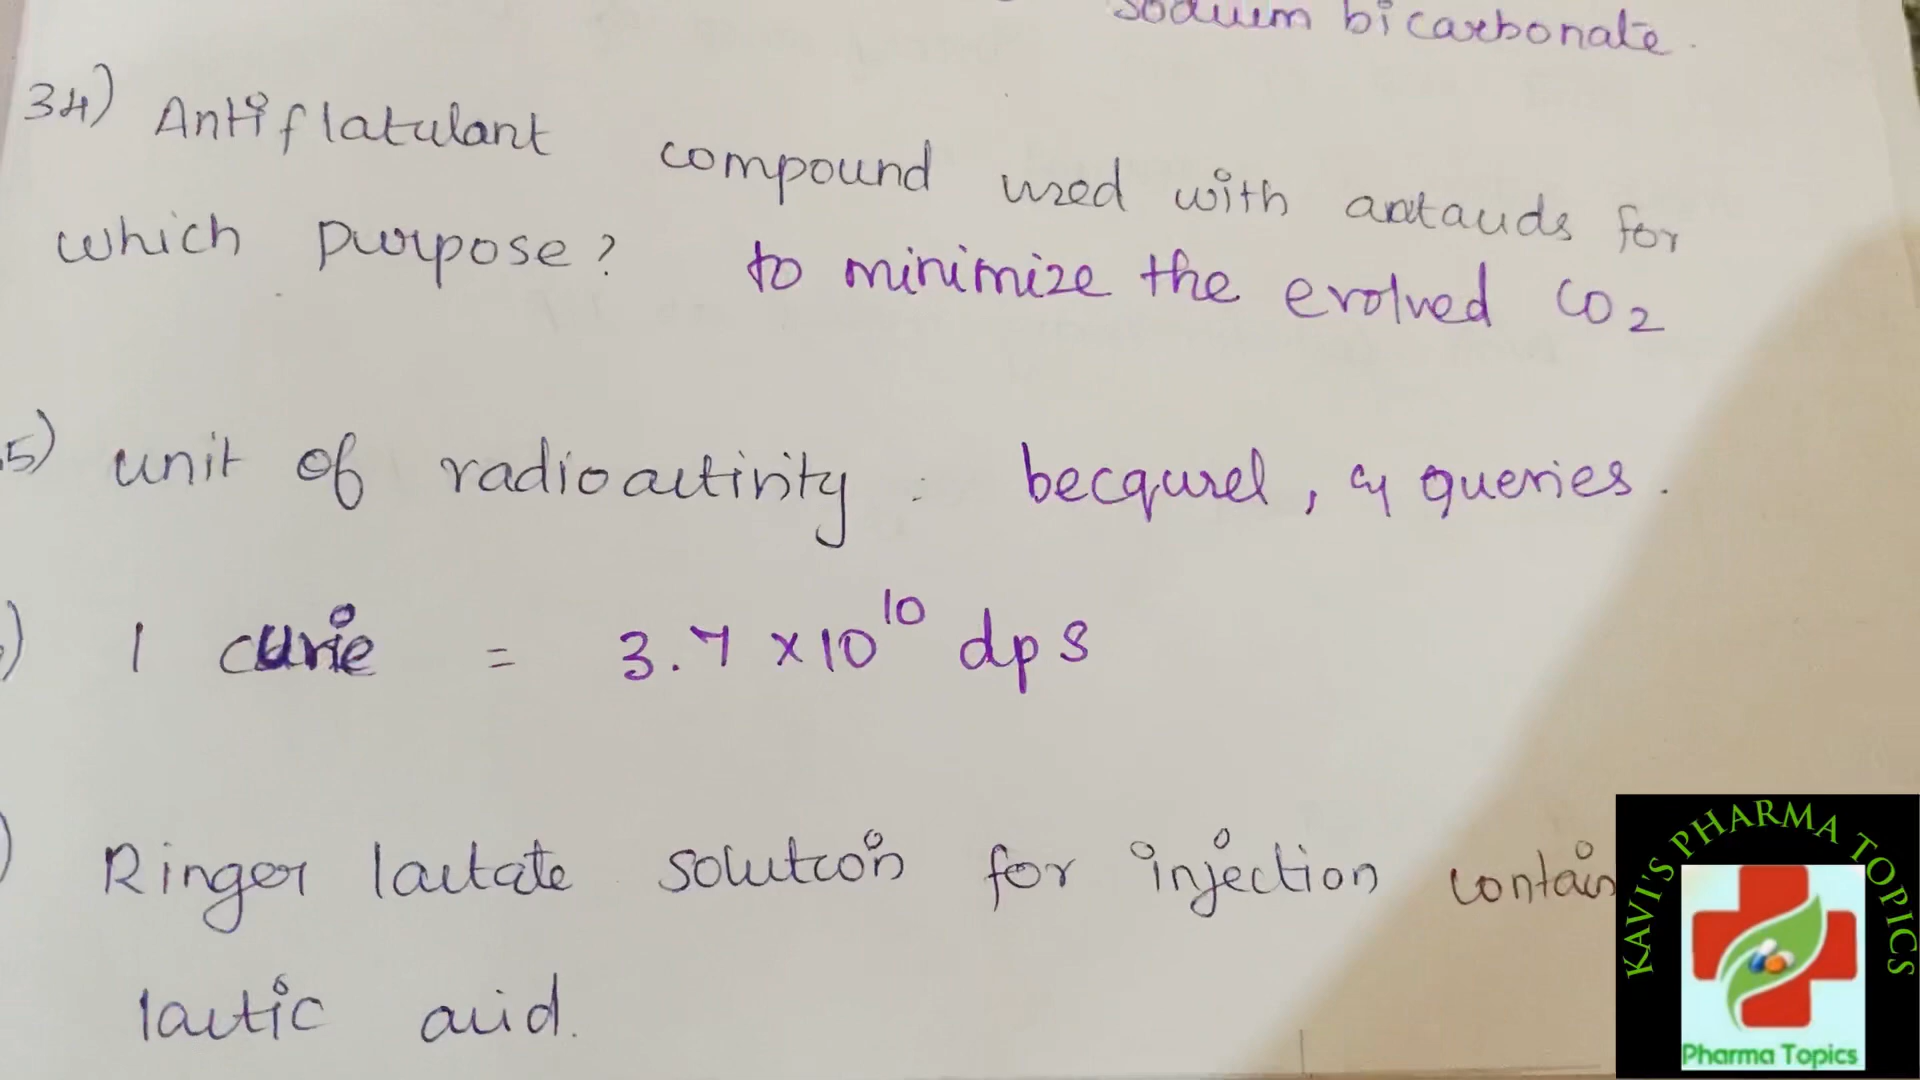 sodium bicarbonate.
34) Antiflatulant compound used with antauds for
which purpose? to minimize the evolved CO2
5) unit of radioactivity : becqurel, cy queries.
) 1 curie = 3.7 x 10^10 dps
) Ringer lactate solution for injection contain
lactic acid.
KAVI'S PHARMA TOPICS
Pharma Topics